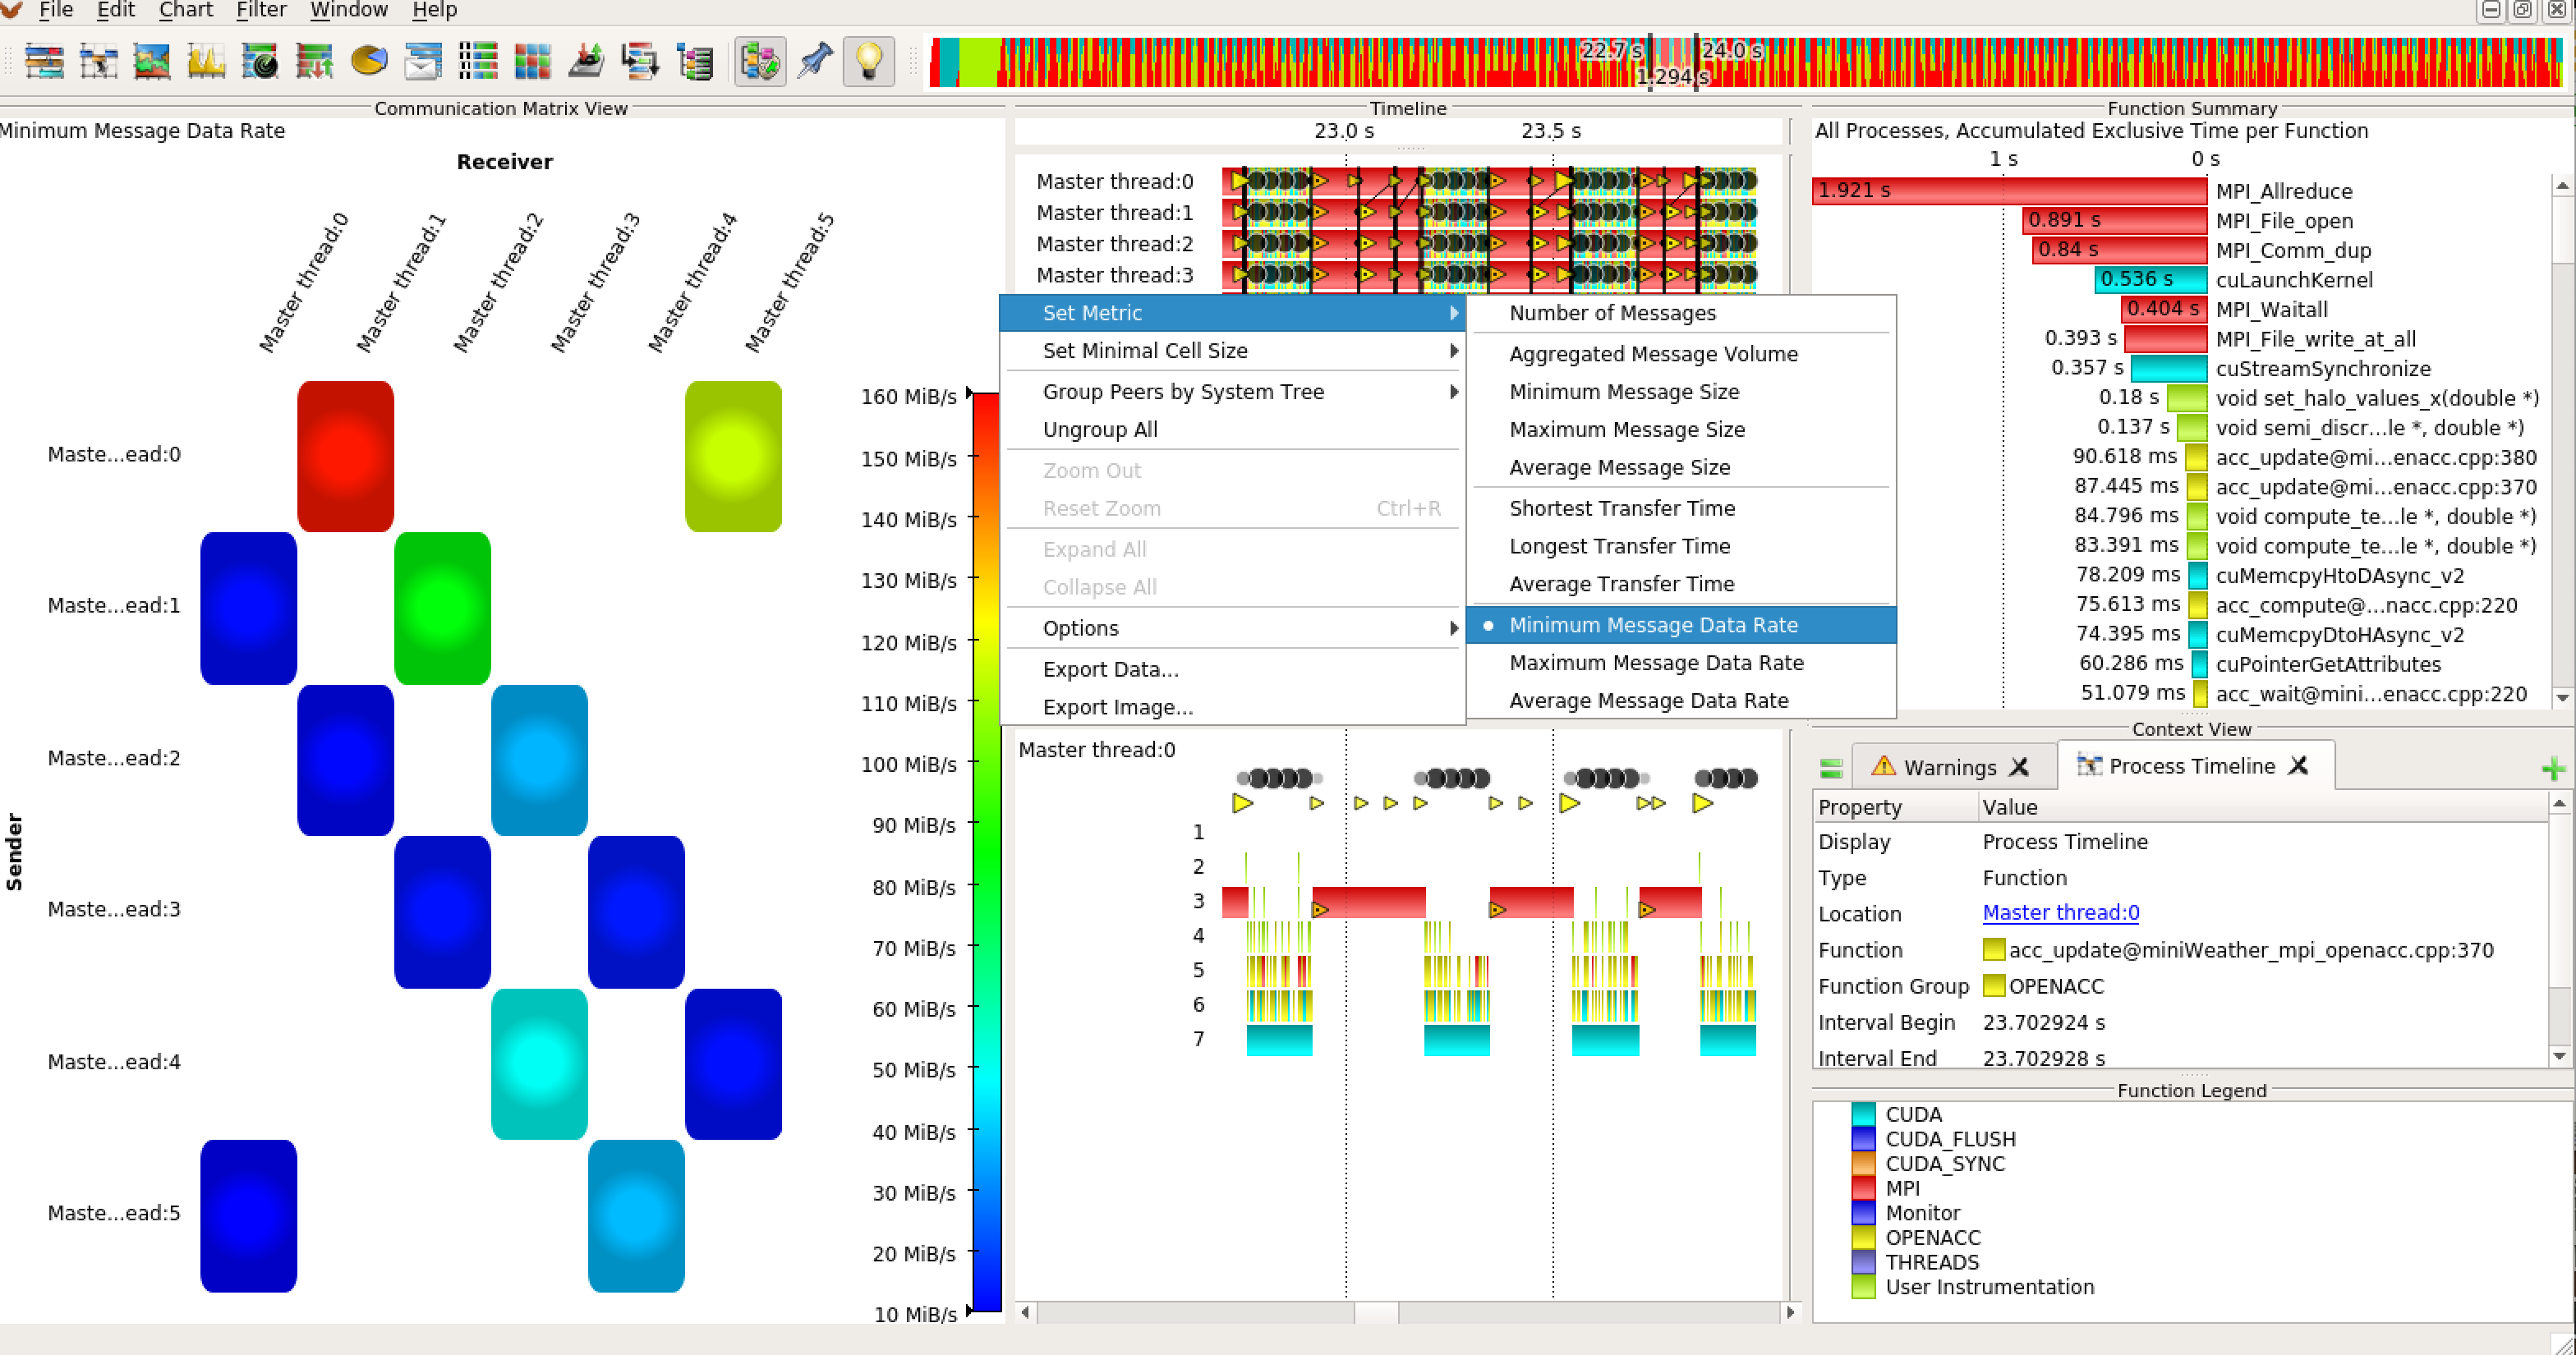 File Edit Chart Filter Window Help
22.7 s 24.0 s
1.294 s
Communication Matrix View
Minimum Message Data Rate
Receiver
Master thread:0
Master thread:1
Master thread:2
Master thread:3
Master thread:4
Master thread:5
Sender
Maste...ead:0
Maste...ead:1
Maste...ead:2
Maste...ead:3
Maste...ead:4
Maste...ead:5
160 MiB/s
150 MiB/s
140 MiB/s
130 MiB/s
120 MiB/s
110 MiB/s
100 MiB/s
90 MiB/s
80 MiB/s
70 MiB/s
60 MiB/s
50 MiB/s
40 MiB/s
30 MiB/s
20 MiB/s
10 MiB/s
Timeline
23.0 s 23.5 s
Master thread:0
Master thread:1
Master thread:2
Master thread:3
Set Metric
Set Minimal Cell Size
Group Peers by System Tree
Ungroup All
Zoom Out
Reset Zoom Ctrl+R
Expand All
Collapse All
Options
Export Data...
Export Image...
Number of Messages
Aggregated Message Volume
Minimum Message Size
Maximum Message Size
Average Message Size
Shortest Transfer Time
Longest Transfer Time
Average Transfer Time
Minimum Message Data Rate
Maximum Message Data Rate
Average Message Data Rate
Master thread:0
1
2
3
4
5
6
7
Function Summary
All Processes, Accumulated Exclusive Time per Function
1 s 0 s
1.921 s MPI_Allreduce
0.891 s MPI_File_open
0.84 s MPI_Comm_dup
0.536 s cuLaunchKernel
0.404 s MPI_Waitall
0.393 s MPI_File_write_at_all
0.357 s cuStreamSynchronize
0.18 s void set_halo_values_x(double *)
0.137 s void semi_discr...le *, double *)
90.618 ms acc_update@mi...enacc.cpp:380
87.445 ms acc_update@mi...enacc.cpp:370
84.796 ms void compute_te...le *, double *)
83.391 ms void compute_te...le *, double *)
78.209 ms cuMemcpyHtoDAsync_v2
75.613 ms acc_compute@...nacc.cpp:220
74.395 ms cuMemcpyDtoHAsync_v2
60.286 ms cuPointerGetAttributes
51.079 ms acc_wait@mini...enacc.cpp:220
Context View
Warnings Process Timeline
Property Value
Display Process Timeline
Type Function
Location Master thread:0
Function acc_update@miniWeather_mpi_openacc.cpp:370
Function Group OPENACC
Interval Begin 23.702924 s
Interval End 23.702928 s
Function Legend
CUDA
CUDA_FLUSH
CUDA_SYNC
MPI
Monitor
OPENACC
THREADS
User Instrumentation